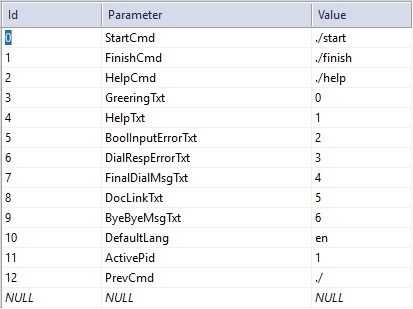 Id Parameter Value
0 StartCmd ./start
1 FinishCmd ./finish
2 HelpCmd ./help
3 GreeringTxt 0
4 HelpTxt 1
5 BoolInputErrorTxt 2
6 DialRespErrorTxt 3
7 FinalDialMsgTxt 4
8 DocLinkTxt 5
9 ByeByeMsgTxt 6
10 DefaultLang en
11 ActivePid 1
12 PrevCmd ./
NULL NULL NULL